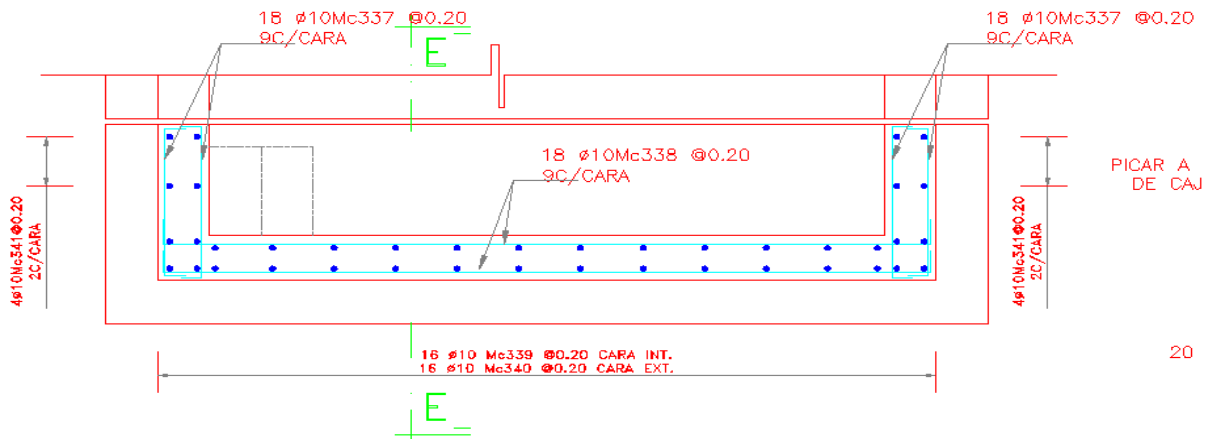 18 ø10Mc337 @0.20
9C/CARA
E
18 ø10Mc337 @0.20
9C/CARA
18 ø10Mc338 @0.20
9C/CARA
PICAR A
DE CAJ
4ø10Mc341@0.20
2C/CARA
4ø10Mc341@0.20
2C/CARA
16 ø10 Mc339 @0.20 CARA INT.
16 ø10 Mc340 @0.20 CARA EXT.
20
E